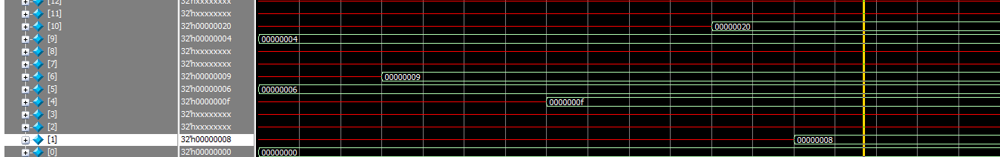 [12] 32'hxxxxxxxx
[11] 32'hxxxxxxxx
[10] 32'h00000020 00000020
[9] 32'h00000004 00000004
[8] 32'hxxxxxxxx
[7] 32'hxxxxxxxx
[6] 32'h00000009 00000009
[5] 32'h00000006 00000006
[4] 32'h0000000f 0000000f
[3] 32'hxxxxxxxx
[2] 32'hxxxxxxxx
[1] 32'h00000008 00000008
[0] 32'h00000000 00000000